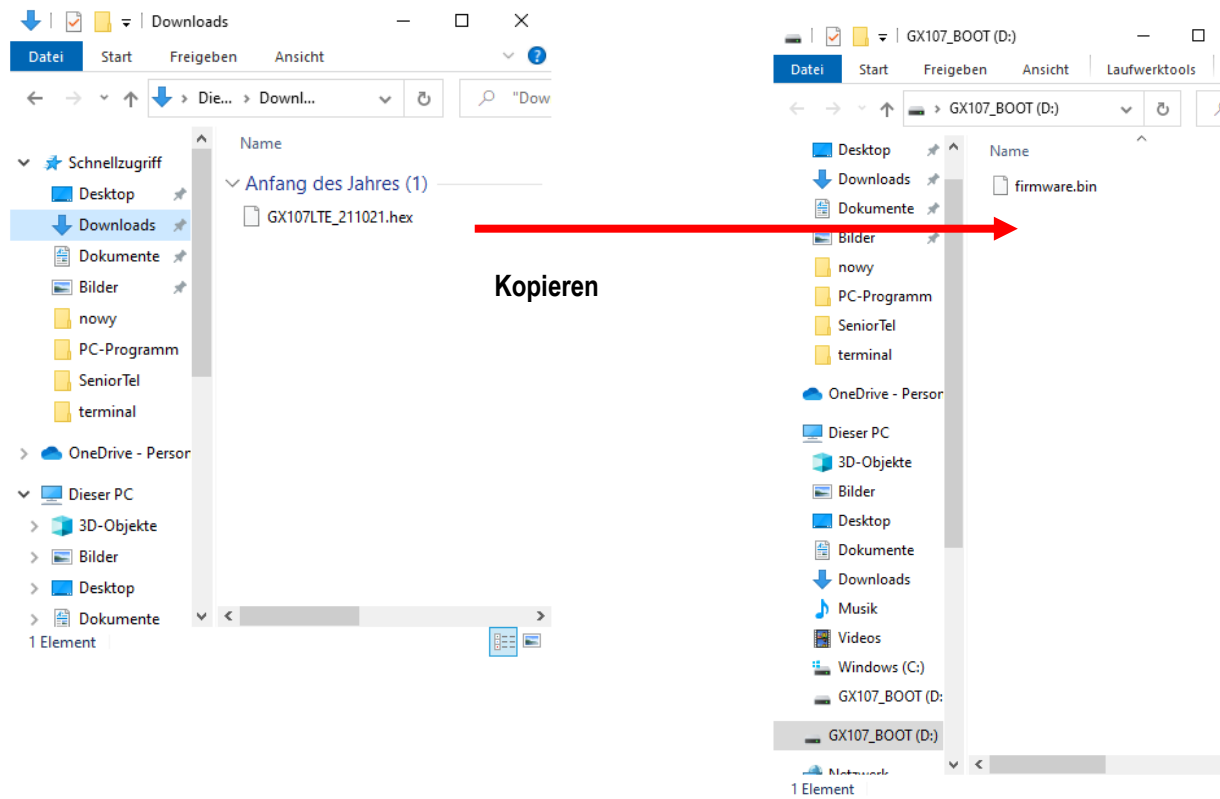 Downloads
Datei Start Freigeben Ansicht
Die... Downl... "Dow
Name
Schnellzugriff
Anfang des Jahres (1)
Desktop
Downloads
GX107LTE_211021.hex
Dokumente
Bilder
nowy
PC-Programm
SeniorTel
terminal
OneDrive - Person
Dieser PC
3D-Objekte
Bilder
Desktop
Dokumente
1 Element
Kopieren
GX107_BOOT (D:)
Datei Start Freigeben Ansicht Laufwerktools
GX107_BOOT (D:)
Name
Desktop
firmware.bin
Downloads
Dokumente
Bilder
nowy
PC-Programm
SeniorTel
terminal
OneDrive - Person
Dieser PC
3D-Objekte
Bilder
Desktop
Dokumente
Downloads
Musik
Videos
Windows (C:)
GX107_BOOT (D:
GX107_BOOT (D:)
Netzwerk
1 Element